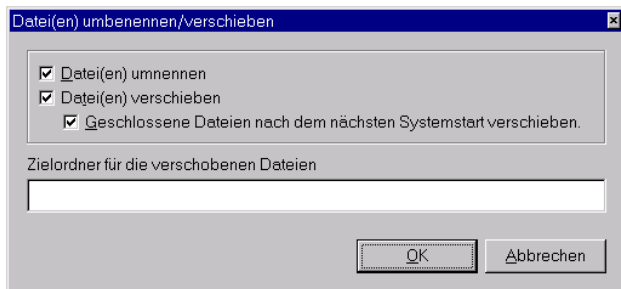 Datei(en) umbenennen/verschieben
Datei(en) umnennen
Datei(en) verschieben
Geschlossene Dateien nach dem nächsten Systemstart verschieben.
Zielordner für die verschobenen Dateien
OK
Abbrechen